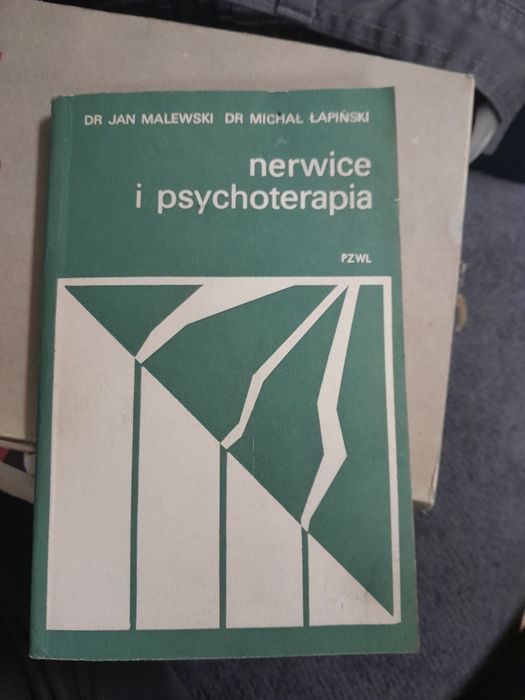 DR JAN MALEWSKI DR MICHAŁ ŁAPIŃSKI
nerwice
i psychoterapia
PZWL